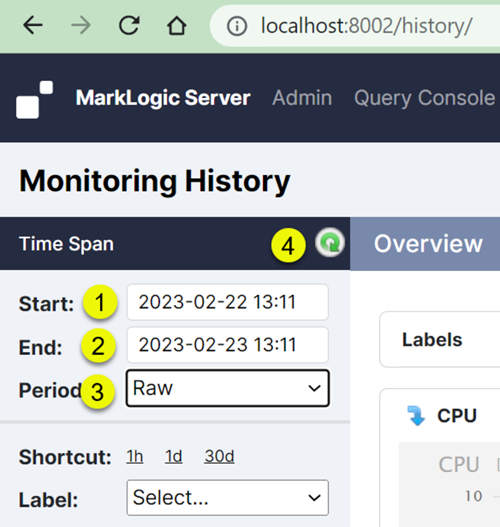 localhost:8002/history/
MarkLogic Server Admin Query Console
Monitoring History
Time Span 4 Overview
Start: 1 2023-02-22 13:11
End: 2 2023-02-23 13:11
Period 3 Raw
Labels
CPU
Shortcut: 1h 1d 30d
CPU
Label: Select...
10